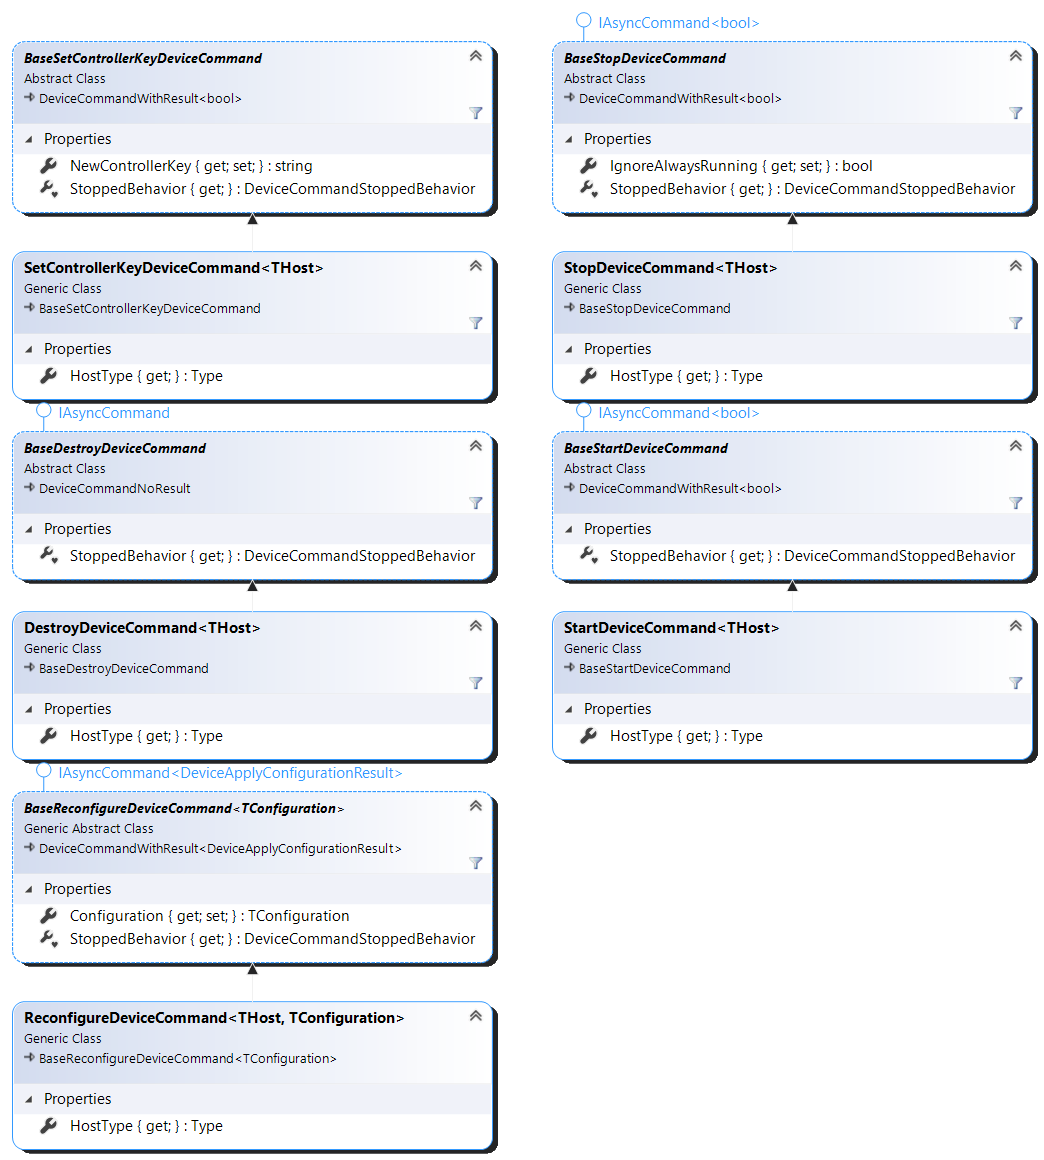 BaseSetControllerKeyDeviceCommand
Abstract Class
DeviceCommandWithResult<bool>
Properties
NewControllerKey { get; set; } : string
StoppedBehavior { get; } : DeviceCommandStoppedBehavior
SetControllerKeyDeviceCommand<THost>
Generic Class
BaseSetControllerKeyDeviceCommand
Properties
HostType { get; } : Type
IAsyncCommand
BaseDestroyDeviceCommand
Abstract Class
DeviceCommandNoResult
Properties
StoppedBehavior { get; } : DeviceCommandStoppedBehavior
DestroyDeviceCommand<THost>
Generic Class
BaseDestroyDeviceCommand
Properties
HostType { get; } : Type
IAsyncCommand<DeviceApplyConfigurationResult>
BaseReconfigureDeviceCommand<TConfiguration>
Generic Abstract Class
DeviceCommandWithResult<DeviceApplyConfigurationResult>
Properties
Configuration { get; set; } : TConfiguration
StoppedBehavior { get; } : DeviceCommandStoppedBehavior
ReconfigureDeviceCommand<THost, TConfiguration>
Generic Class
BaseReconfigureDeviceCommand<TConfiguration>
Properties
HostType { get; } : Type
IAsyncCommand<bool>
BaseStopDeviceCommand
Abstract Class
DeviceCommandWithResult<bool>
Properties
IgnoreAlwaysRunning { get; set; } : bool
StoppedBehavior { get; } : DeviceCommandStoppedBehavior
StopDeviceCommand<THost>
Generic Class
BaseStopDeviceCommand
Properties
HostType { get; } : Type
IAsyncCommand<bool>
BaseStartDeviceCommand
Abstract Class
DeviceCommandWithResult<bool>
Properties
StoppedBehavior { get; } : DeviceCommandStoppedBehavior
StartDeviceCommand<THost>
Generic Class
BaseStartDeviceCommand
Properties
HostType { get; } : Type